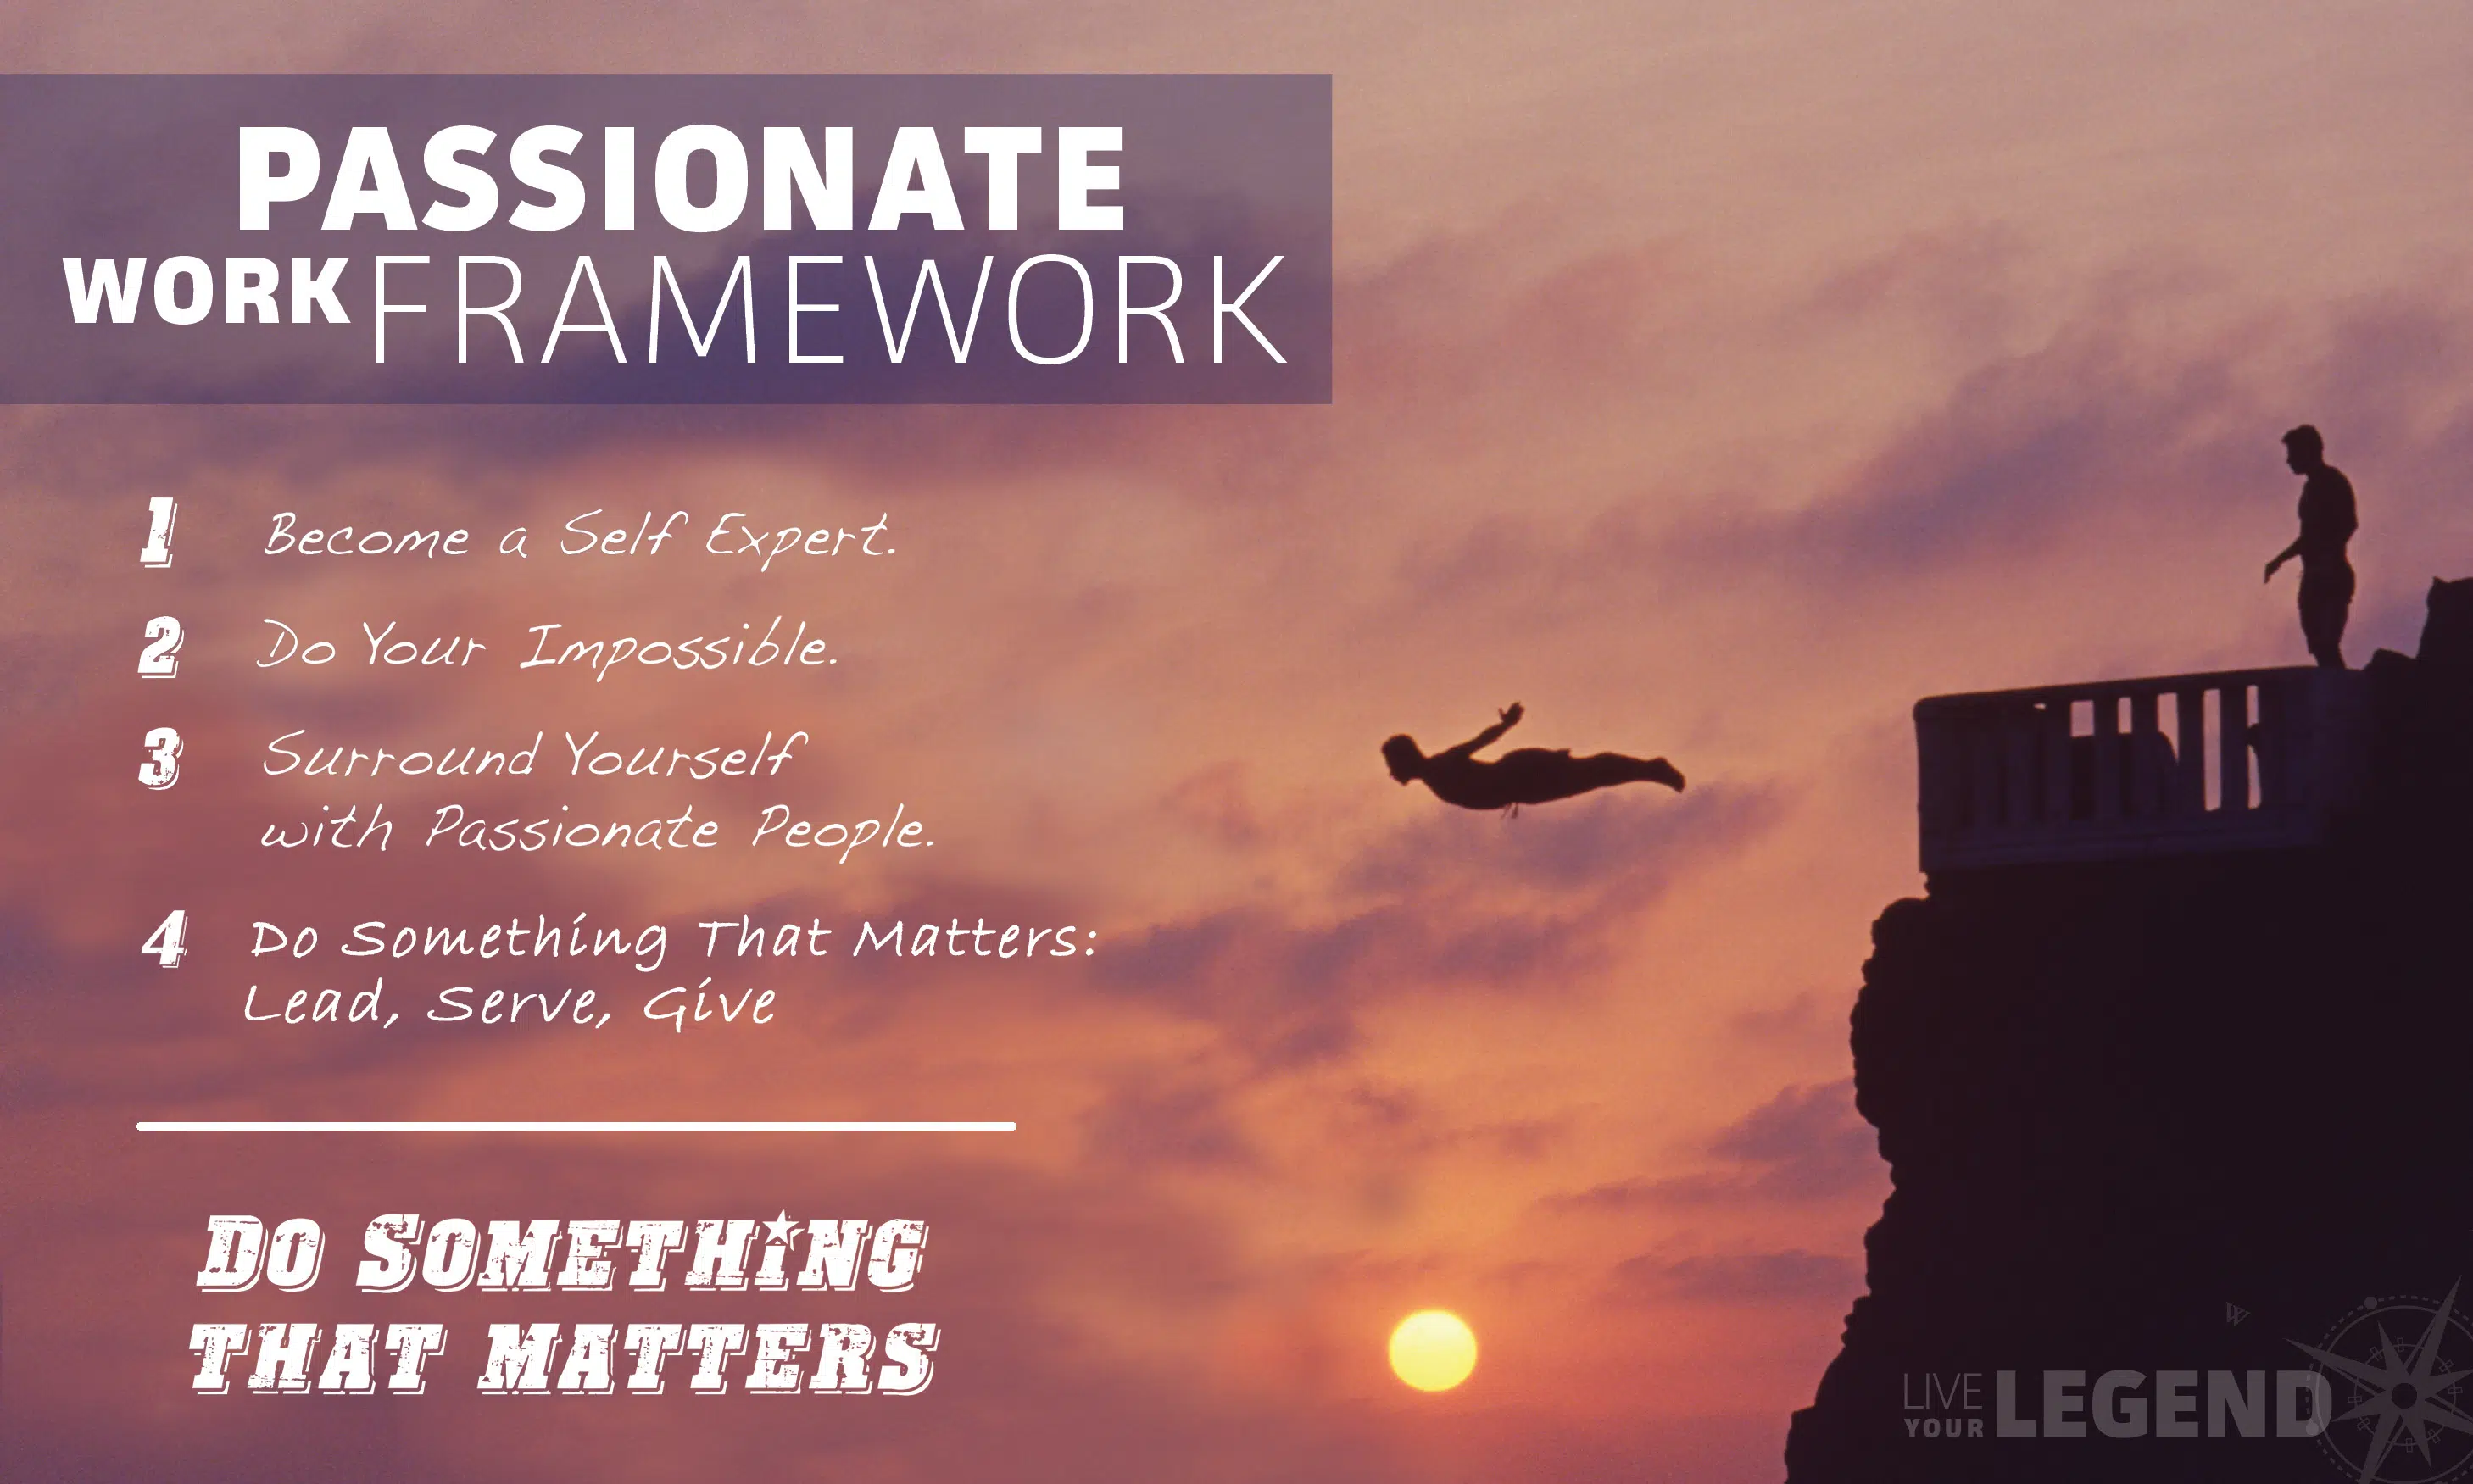 PASSIONATE
WORK FRAMEWORK
1 Become a Self Expert.
2 Do Your Impossible.
3 Surround Yourself
with Passionate People.
4 Do Something That Matters:
Lead, Serve, Give
DO SOMETHiNG
THAT MATTERS
W
LIVE
YOUR LEGEND